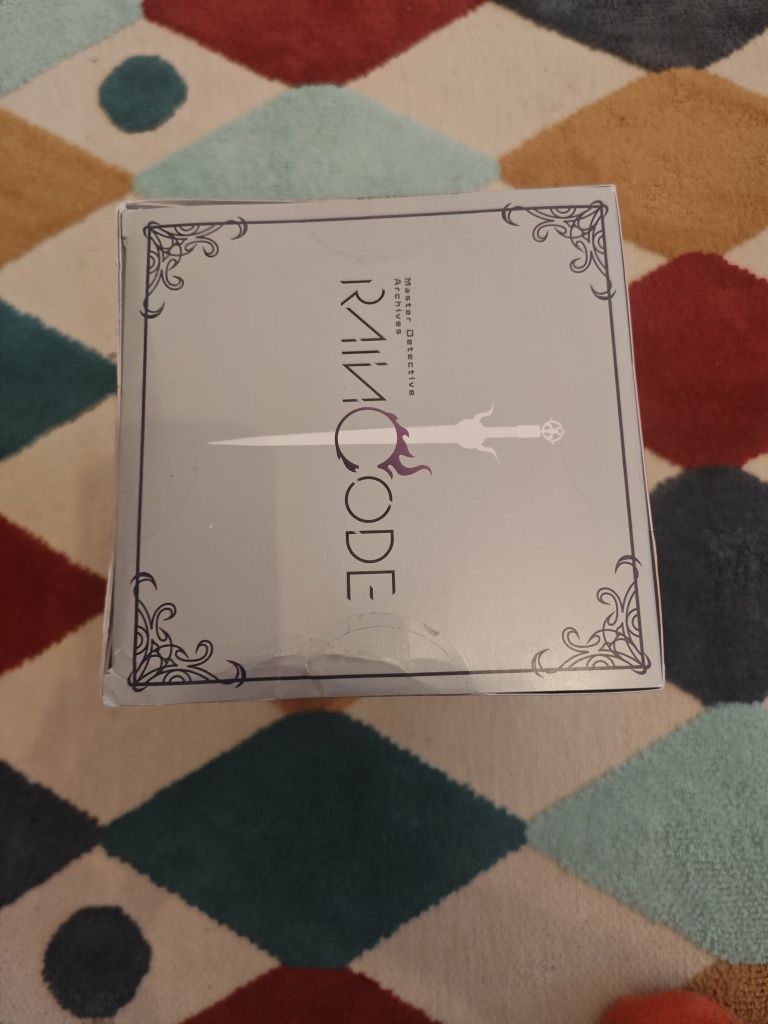 Master Detective
Archives
RAIN CODE